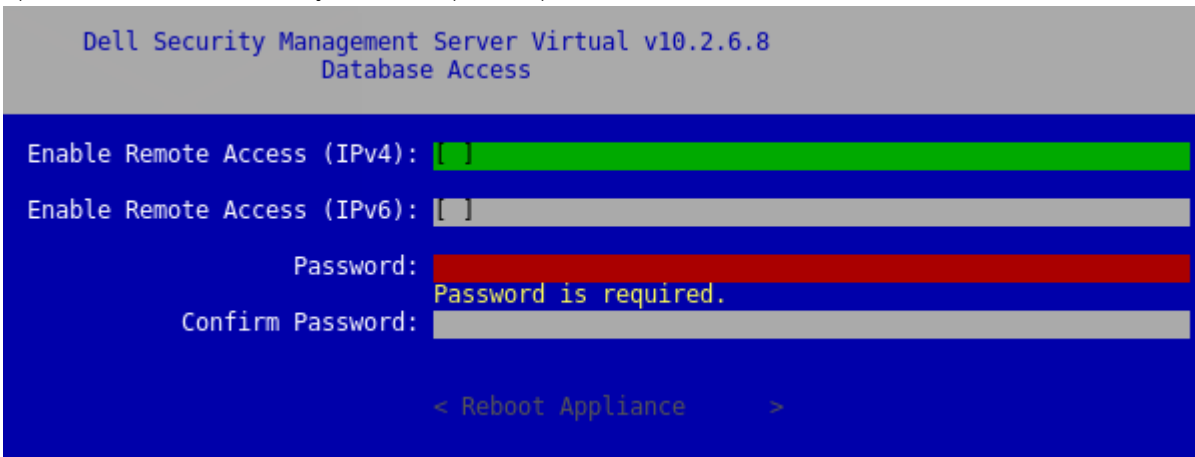 Dell Security Management Server Virtual v10.2.6.8
Database Access
Enable Remote Access (IPv4): [ ]
Enable Remote Access (IPv6): [ ]
Password:
Password is required.
Confirm Password:
< Reboot Appliance >